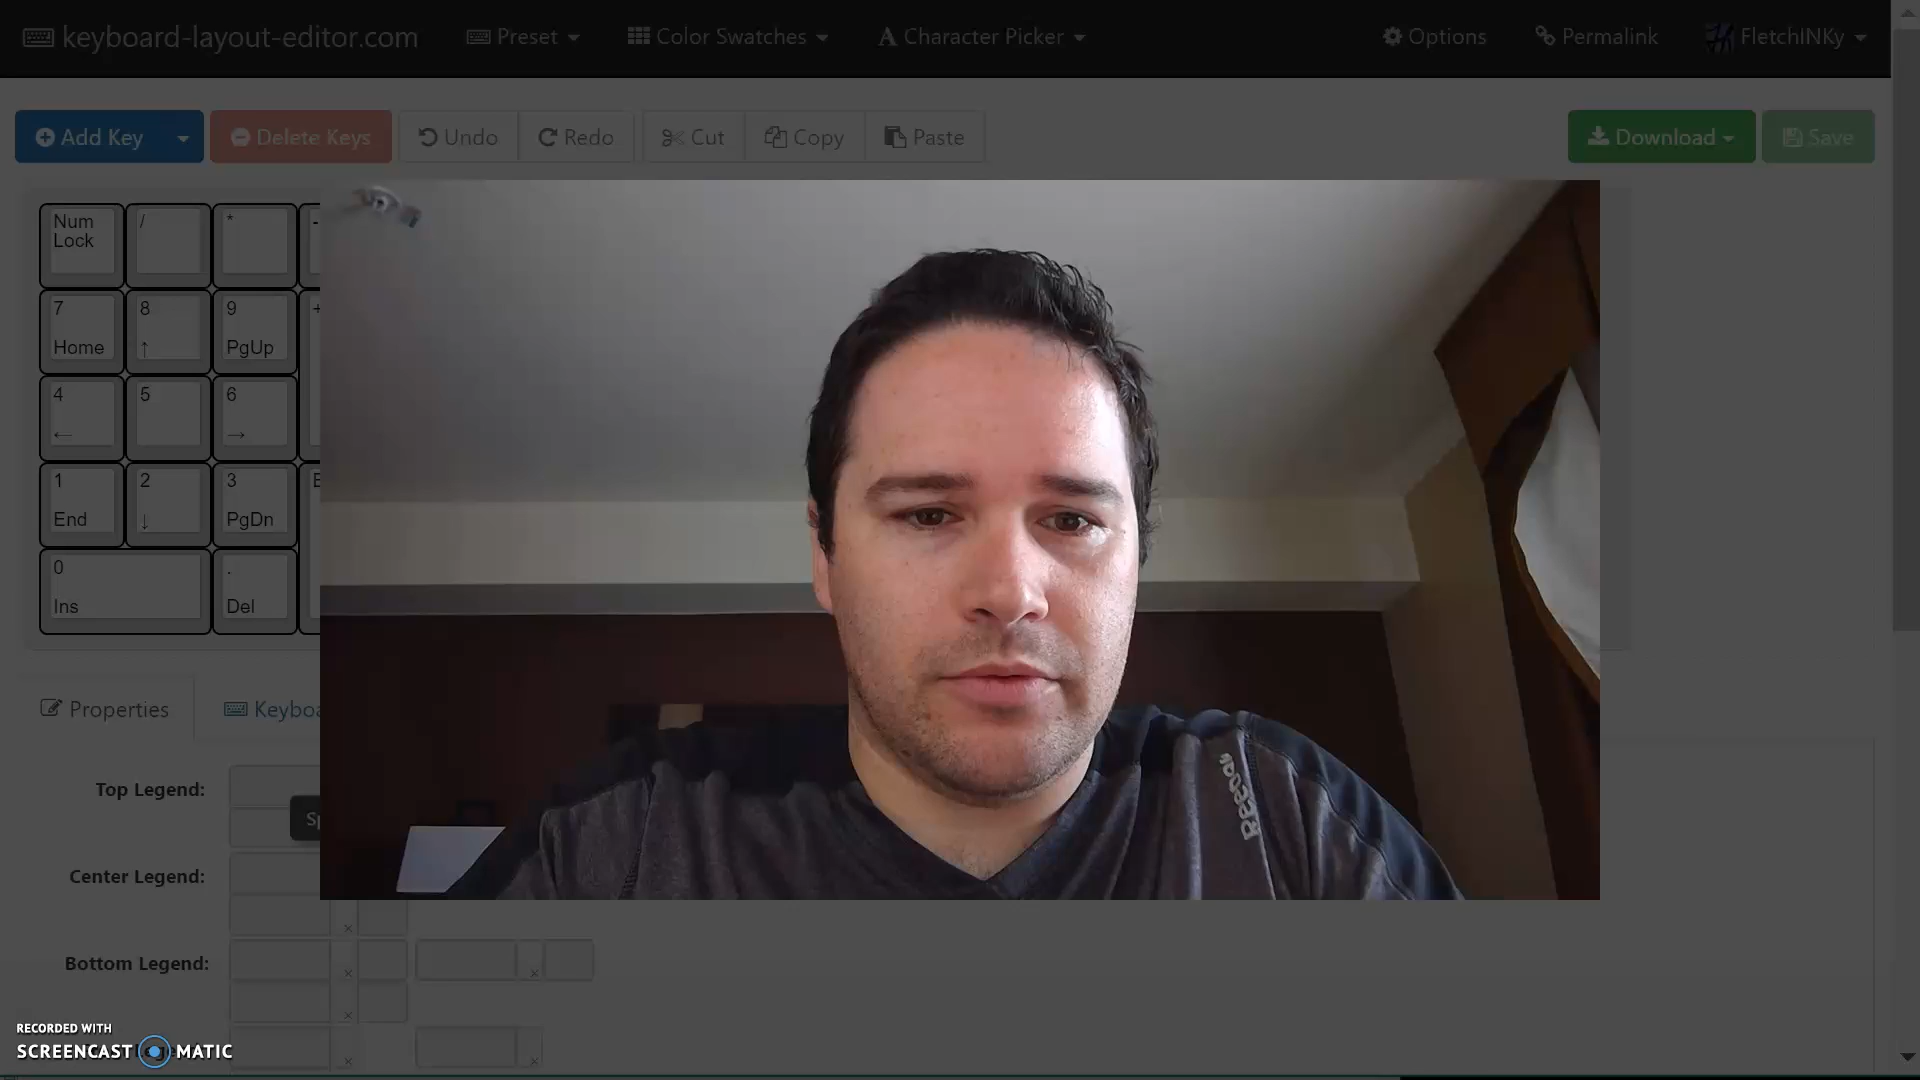 keyboard-layout-editor.com Preset Color Swatches Character Picker Options Permalink FletchINKy
Add Key Delete Keys Undo Redo Cut Copy Paste Download Save
Num Lock / * -
7 Home 8 ↑ 9 PgUp +
4 ← 5 6 →
1 End 2 ↓ 3 PgDn
0 Ins . Del
Properties
Top Legend:
Center Legend:
Bottom Legend:
Reebok
RECORDED WITH
SCREENCAST MATIC